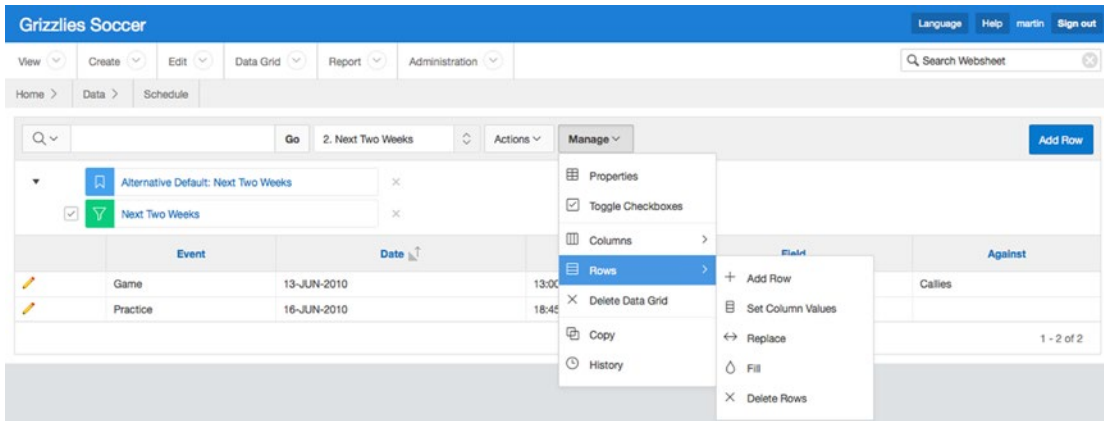 Grizzlies Soccer
Language Help martin Sign out
View Create Edit Data Grid Report Administration
Search Websheet
Home > Data > Schedule
Go 2. Next Two Weeks Actions Manage Add Row
Alternative Default: Next Two Weeks
Next Two Weeks
Properties
Toggle Checkboxes
Columns
Rows
Delete Data Grid
Copy
History
Add Row
Set Column Values
Replace
Fill
Delete Rows
Event Date Field Against
Game 13-JUN-2010 13:00 Callies
Practice 16-JUN-2010 18:45
1 - 2 of 2